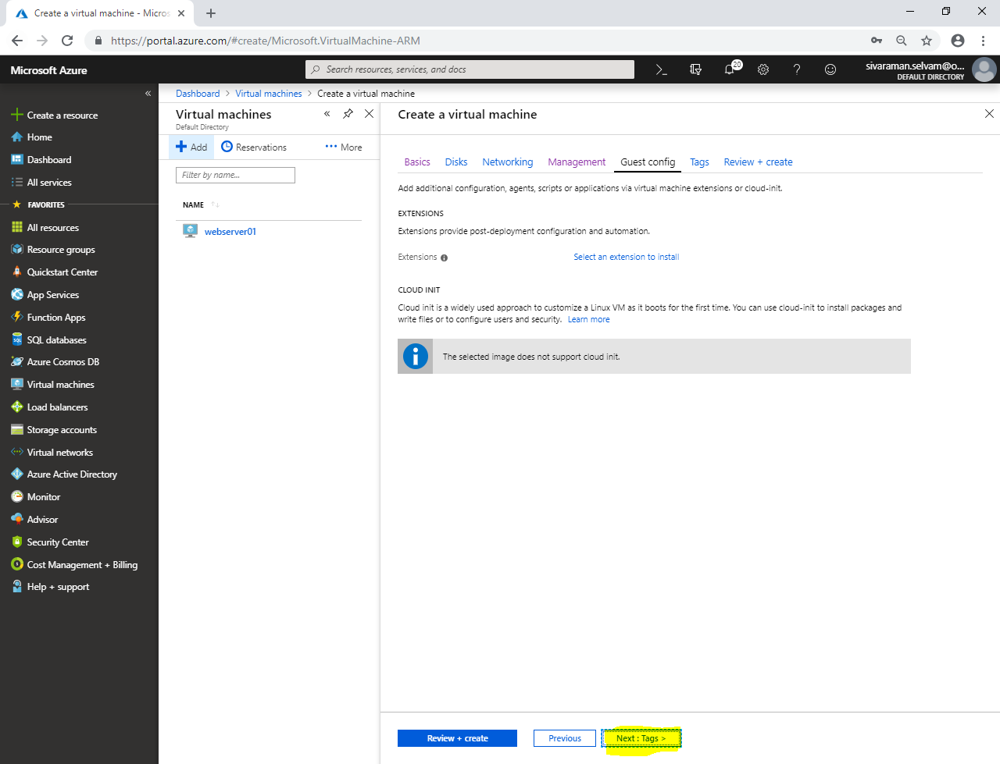 Create a virtual machine - Micros
https://portal.azure.com/#create/Microsoft.VirtualMachine-ARM
Microsoft Azure
Search resources, services, and docs
20
sivaraman.selvam@o...
DEFAULT DIRECTORY
Create a resource
Home
Dashboard
All services
FAVORITES
All resources
Resource groups
Quickstart Center
App Services
Function Apps
SQL databases
Azure Cosmos DB
Virtual machines
Load balancers
Storage accounts
Virtual networks
Azure Active Directory
Monitor
Advisor
Security Center
Cost Management + Billing
Help + support
Dashboard > Virtual machines > Create a virtual machine
Virtual machines
Default Directory
Add Reservations ••• More
Filter by name...
NAME
webserver01
Create a virtual machine
Basics Disks Networking Management Guest config Tags Review + create
Add additional configuration, agents, scripts or applications via virtual machine extensions or cloud-init.
EXTENSIONS
Extensions provide post-deployment configuration and automation.
Extensions Select an extension to install
CLOUD INIT
Cloud init is a widely used approach to customize a Linux VM as it boots for the first time. You can use cloud-init to install packages and
write files or to configure users and security. Learn more
The selected image does not support cloud init.
Review + create Previous Next : Tags >